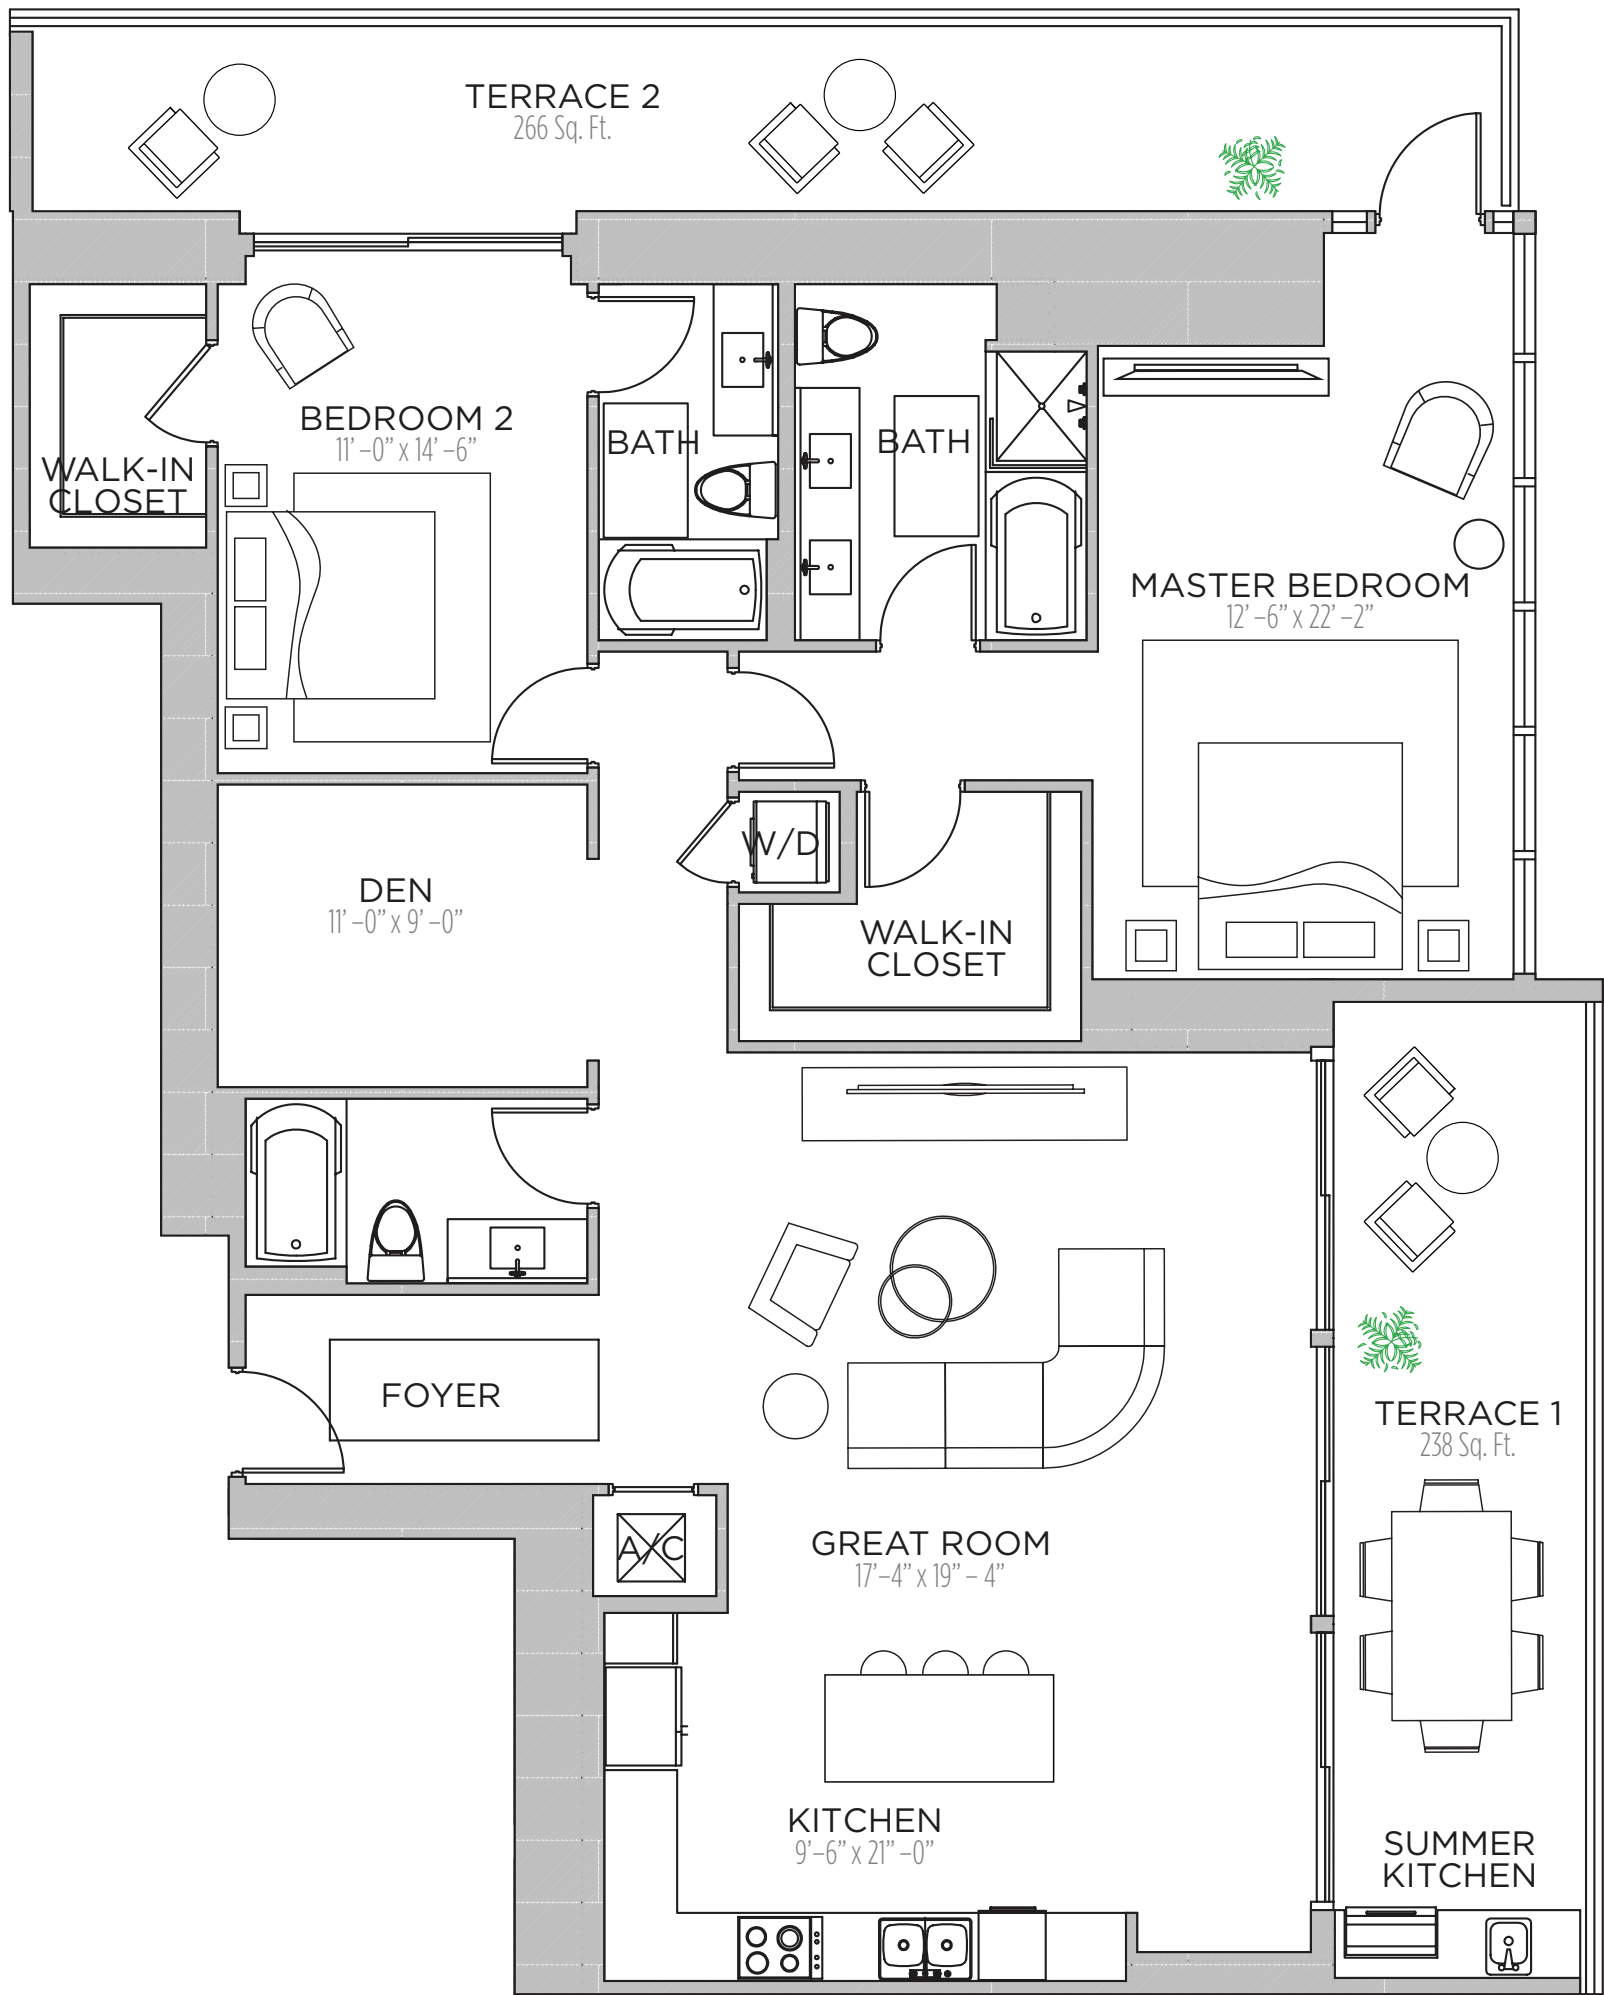 TERRACE 2
266 Sq. Ft.
BEDROOM 2
11’–0” x 14’–6”
WALK-IN
CLOSET
BATH
BATH
MASTER BEDROOM
12’–6” x 22’–2”
W/D
DEN
11’–0” x 9’–0”
WALK-IN
CLOSET
FOYER
TERRACE 1
238 Sq. Ft.
A/C
GREAT ROOM
17’–4” x 19” – 4”
KITCHEN
9’–6” x 21” –0”
SUMMER
KITCHEN